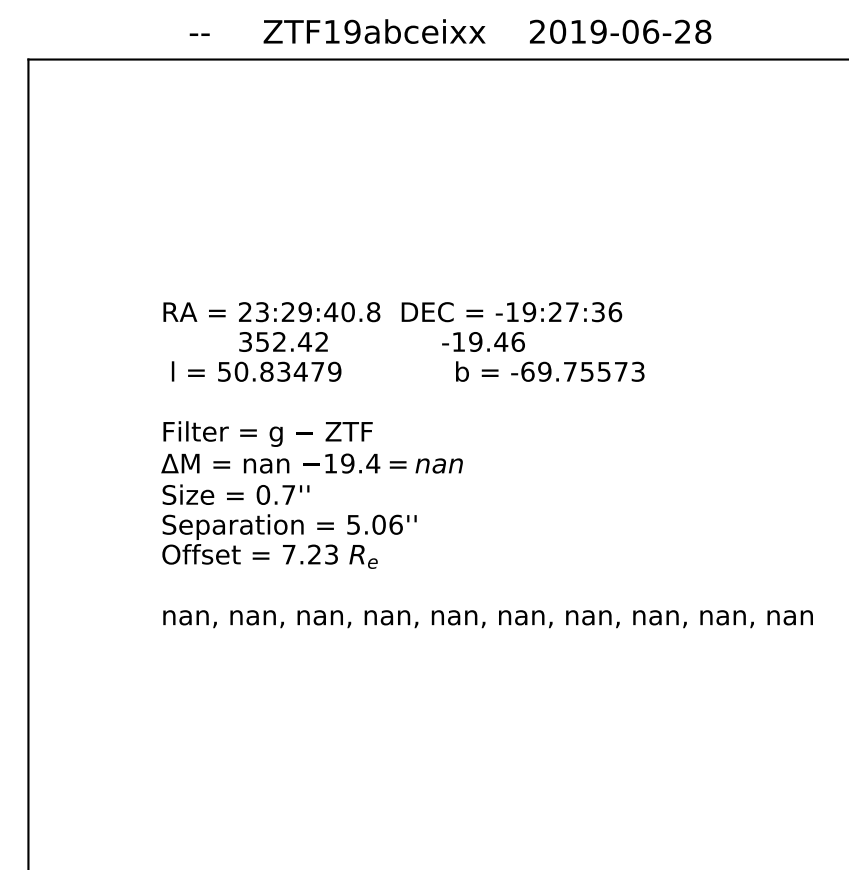 -- ZTF19abceixx 2019-06-28
RA = 23:29:40.8 DEC = -19:27:36
352.42 -19.46
l = 50.83479 b = -69.75573
Filter = g − ZTF
ΔM = nan −19.4 = nan
Size = 0.7''
Separation = 5.06''
Offset = 7.23 Rₑ
nan, nan, nan, nan, nan, nan, nan, nan, nan, nan